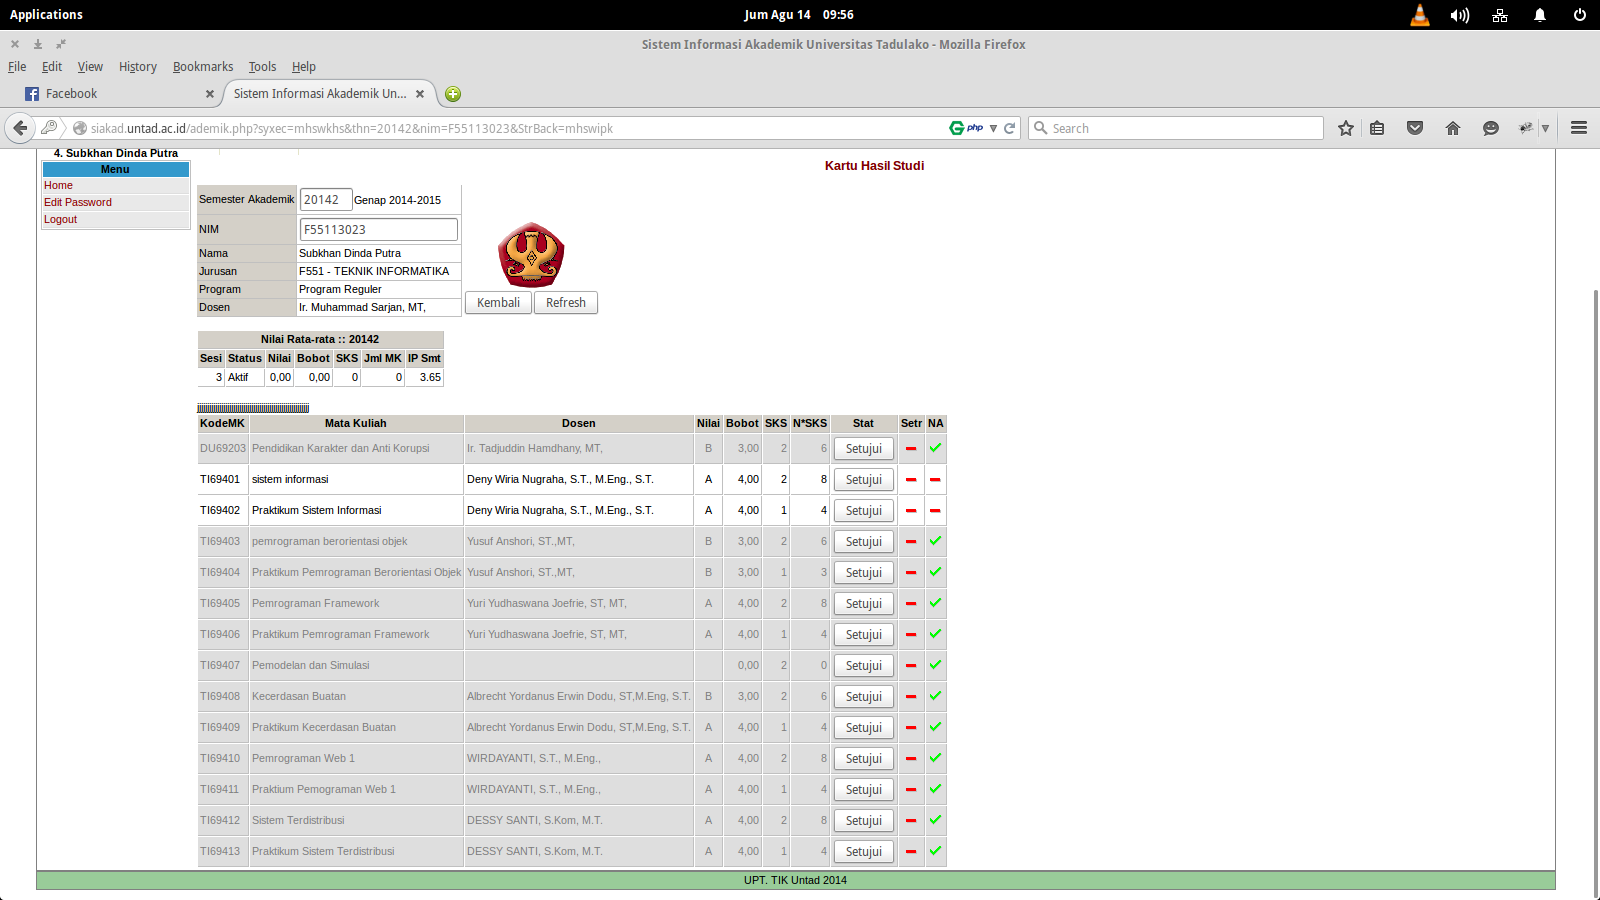 Applications
Jum Agu 14 09:56
Sistem Informasi Akademik Universitas Tadulako - Mozilla Firefox
File Edit View History Bookmarks Tools Help
Facebook
Sistem Informasi Akademik Un...
siakad.untad.ac.id/ademik.php?syxec=mhswkhs&thn=20142&nim=F55113023&StrBack=mhswipk
php
Search
4. Subkhan Dinda Putra
Menu
Home
Edit Password
Logout
Kartu Hasil Studi
Semester Akademik 20142 Genap 2014-2015
NIM F55113023
Nama Subkhan Dinda Putra
Jurusan F551 - TEKNIK INFORMATIKA
Program Program Reguler
Dosen Ir. Muhammad Sarjan, MT,
Kembali Refresh
Nilai Rata-rata :: 20142
Sesi Status Nilai Bobot SKS Jml MK IP Smt
3 Aktif 0,00 0,00 0 0 3.65
KodeMK Mata Kuliah Dosen Nilai Bobot SKS N*SKS Stat Setr NA
DU69203 Pendidikan Karakter dan Anti Korupsi Ir. Tadjuddin Hamdhany, MT, B 3,00 2 6 Setujui
TI69401 sistem informasi Deny Wiria Nugraha, S.T., M.Eng., S.T. A 4,00 2 8 Setujui
TI69402 Praktikum Sistem Informasi Deny Wiria Nugraha, S.T., M.Eng., S.T. A 4,00 1 4 Setujui
TI69403 pemrograman berorientasi objek Yusuf Anshori, ST.,MT, B 3,00 2 6 Setujui
TI69404 Praktikum Pemrograman Berorientasi Objek Yusuf Anshori, ST.,MT, B 3,00 1 3 Setujui
TI69405 Pemrograman Framework Yuri Yudhaswana Joefrie, ST, MT, A 4,00 2 8 Setujui
TI69406 Praktikum Pemrograman Framework Yuri Yudhaswana Joefrie, ST, MT, A 4,00 1 4 Setujui
TI69407 Pemodelan dan Simulasi 0,00 2 0 Setujui
TI69408 Kecerdasan Buatan Albrecht Yordanus Erwin Dodu, ST,M.Eng, S.T. B 3,00 2 6 Setujui
TI69409 Praktikum Kecerdasan Buatan Albrecht Yordanus Erwin Dodu, ST,M.Eng, S.T. A 4,00 1 4 Setujui
TI69410 Pemrograman Web 1 WIRDAYANTI, S.T., M.Eng., A 4,00 2 8 Setujui
TI69411 Praktium Pemograman Web 1 WIRDAYANTI, S.T., M.Eng., A 4,00 1 4 Setujui
TI69412 Sistem Terdistribusi DESSY SANTI, S.Kom, M.T. A 4,00 2 8 Setujui
TI69413 Praktikum Sistem Terdistribusi DESSY SANTI, S.Kom, M.T. A 4,00 1 4 Setujui
UPT. TIK Untad 2014